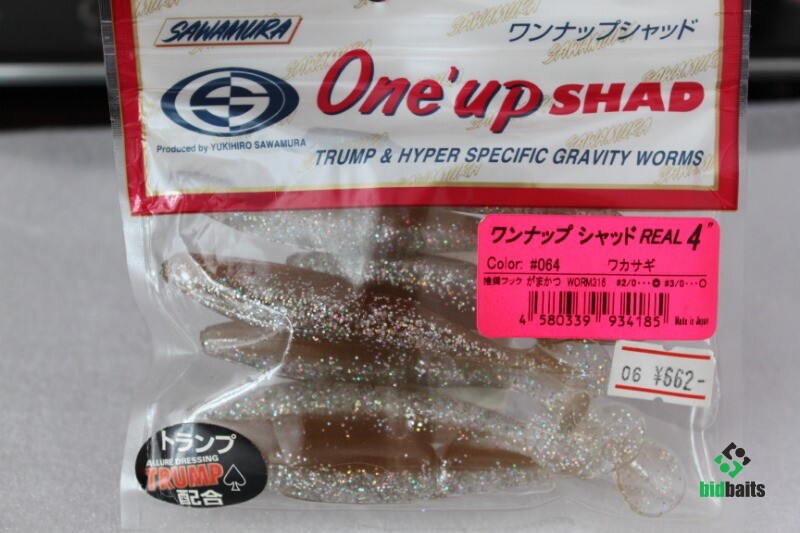 SAWAMURA
ワンナップシャッド
One'up SHAD
Produced by YUKIHIRO SAWAMURA
TRUMP & HYPER SPECIFIC GRAVITY WORMS
ワンナップ シャッド REAL 4"
Color: #064 ワカサギ
推奨フック がまかつ WORM316 #2/0・・・◎ #3/0・・・○
4 580339 934185 Made in Japan
06 ¥662-
トランプ
ALLURE DRESSING
TRUMP
配合
bidbaits